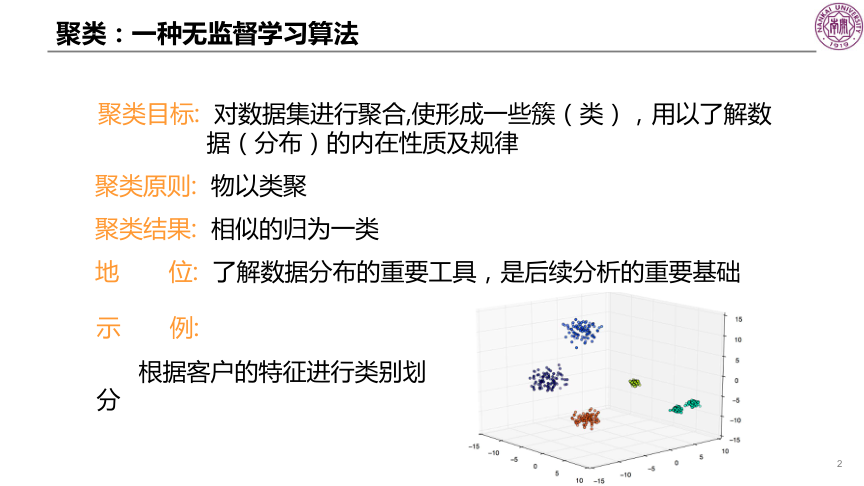 聚类：一种无监督学习算法
NANKAI UNIVERSITY
南开
1919
聚类目标: 对数据集进行聚合,使形成一些簇（类），用以了解数
据（分布）的内在性质及规律
聚类原则: 物以类聚
聚类结果: 相似的归为一类
地 位: 了解数据分布的重要工具，是后续分析的重要基础
示 例:
根据客户的特征进行类别划
分
15
10
5
0
−5
−10
−15
−15
−10
−5
0
5
10
−15
−10
−5
0
5
10
2